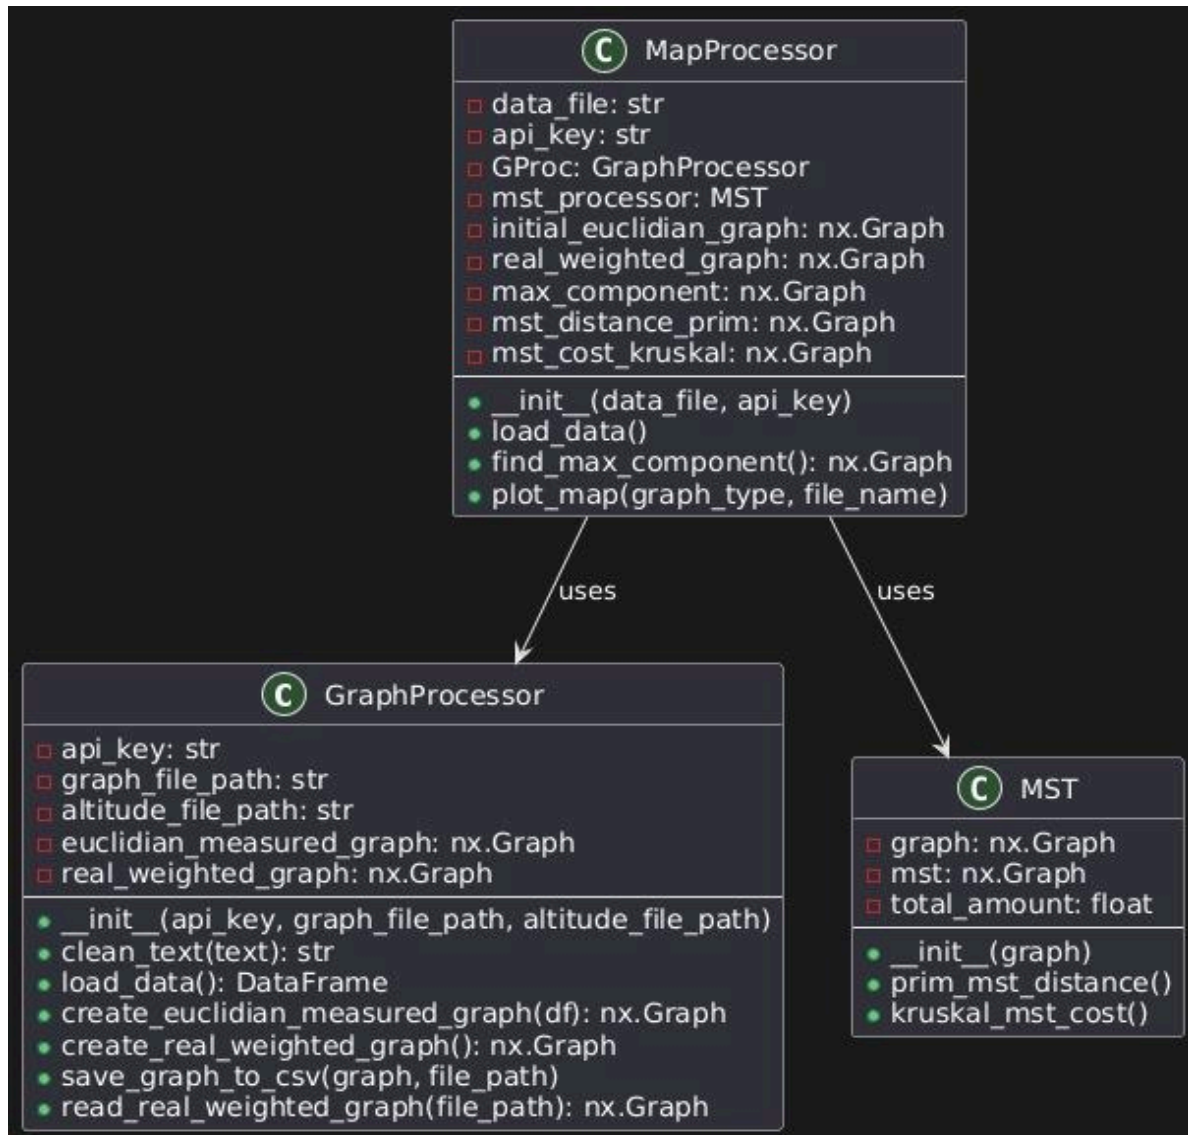 C MapProcessor
data_file: str
api_key: str
GProc: GraphProcessor
mst_processor: MST
initial_euclidian_graph: nx.Graph
real_weighted_graph: nx.Graph
max_component: nx.Graph
mst_distance_prim: nx.Graph
mst_cost_kruskal: nx.Graph
__init__(data_file, api_key)
load_data()
find_max_component(): nx.Graph
plot_map(graph_type, file_name)
uses
uses
C GraphProcessor
api_key: str
graph_file_path: str
altitude_file_path: str
euclidian_measured_graph: nx.Graph
real_weighted_graph: nx.Graph
__init__(api_key, graph_file_path, altitude_file_path)
clean_text(text): str
load_data(): DataFrame
create_euclidian_measured_graph(df): nx.Graph
create_real_weighted_graph(): nx.Graph
save_graph_to_csv(graph, file_path)
read_real_weighted_graph(file_path): nx.Graph
C MST
graph: nx.Graph
mst: nx.Graph
total_amount: float
__init__(graph)
prim_mst_distance()
kruskal_mst_cost()